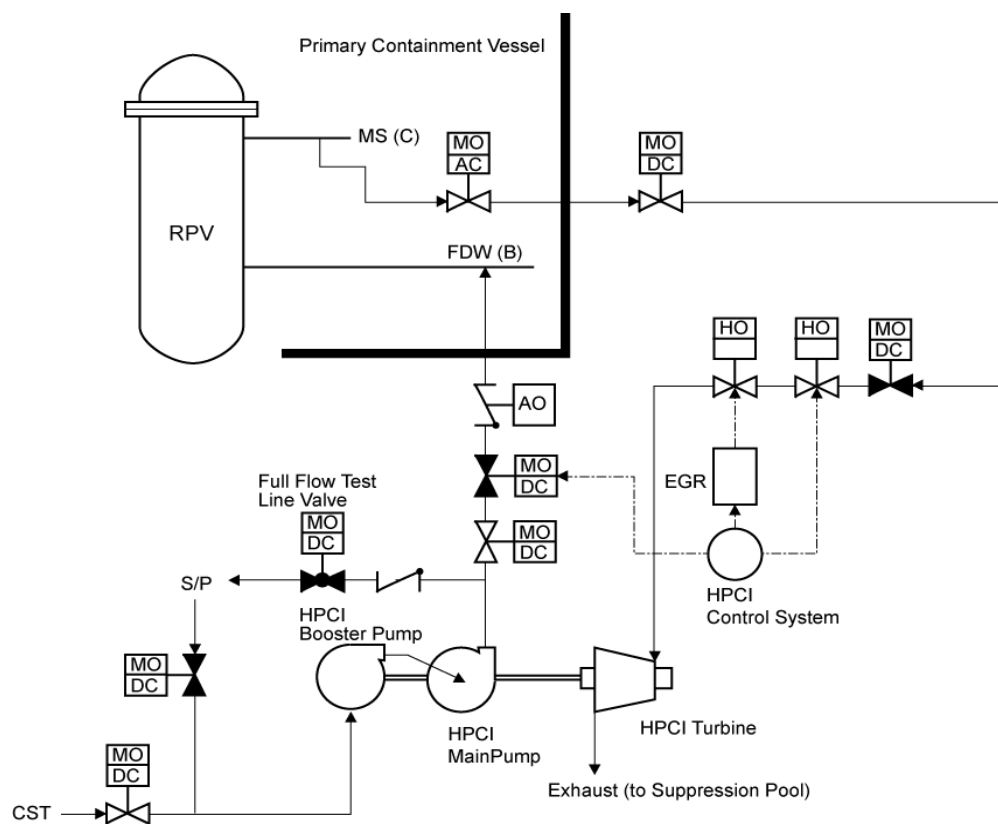 Primary Containment Vessel
MS (C)
MO
AC
MO
DC
RPV
FDW (B)
HO
HO
MO
DC
AO
Full Flow Test
Line Valve
MO
DC
MO
DC
EGR
MO
DC
S/P
HPCI
Control System
HPCI
Booster Pump
MO
DC
HPCI
MainPump
HPCI Turbine
MO
DC
Exhaust (to Suppression Pool)
CST